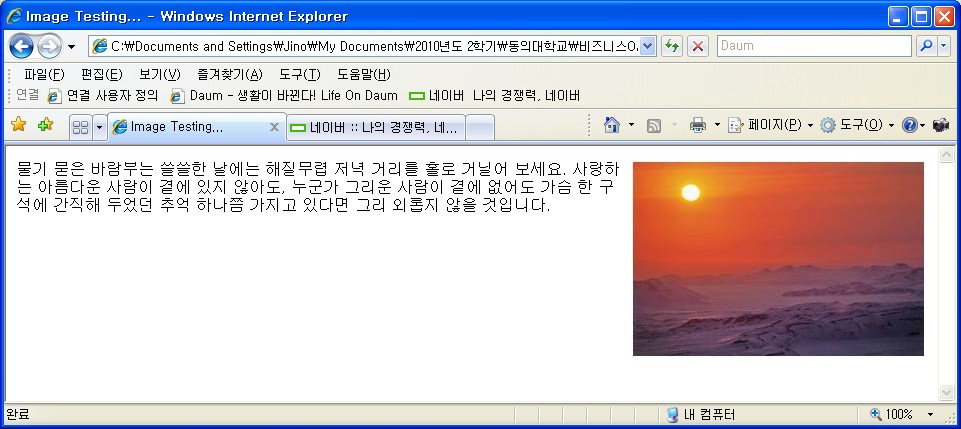 Image Testing... - Windows Internet Explorer
C:₩Documents and Settings₩Jino₩My Documents₩2010년도 2학기₩동의대학교₩비즈니스 Daum
파일(F) 편집(E) 보기(V) 즐겨찾기(A) 도구(T) 도움말(H)
연결 연결 사용자 정의 Daum - 생활이 바뀐다! Life On Daum 네이버 나의 경쟁력, 네이버
Image Testing... 네이버 :: 나의 경쟁력, 네... 페이지(P) 도구(O)
물기 묻은 바람부는 쓸쓸한 날에는 해질무렵 저녁 거리를 홀로 거닐어 보세요. 사랑하
는 아름다운 사람이 곁에 있지 않아도, 누군가 그리운 사람이 곁에 없어도 가슴 한 구
석에 간직해 두었던 추억 하나쯤 가지고 있다면 그리 외롭지 않을 것입니다.
완료 내 컴퓨터 100%